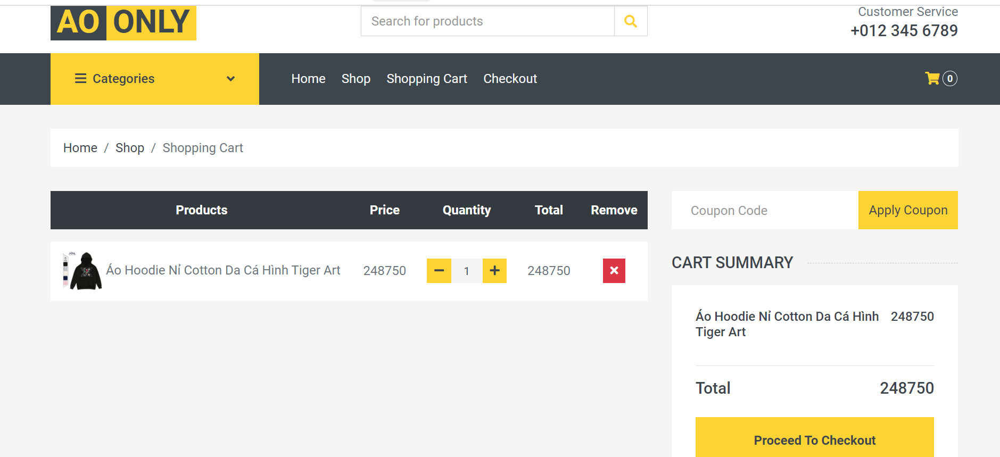 AO ONLY
Search for products
Customer Service
+012 345 6789
Categories
Home Shop Shopping Cart Checkout
0
Home / Shop / Shopping Cart
Products Price Quantity Total Remove
Áo Hoodie Nỉ Cotton Da Cá Hình Tiger Art 248750 1 248750
Coupon Code Apply Coupon
CART SUMMARY
Áo Hoodie Nỉ Cotton Da Cá Hình 248750
Tiger Art
Total 248750
Proceed To Checkout